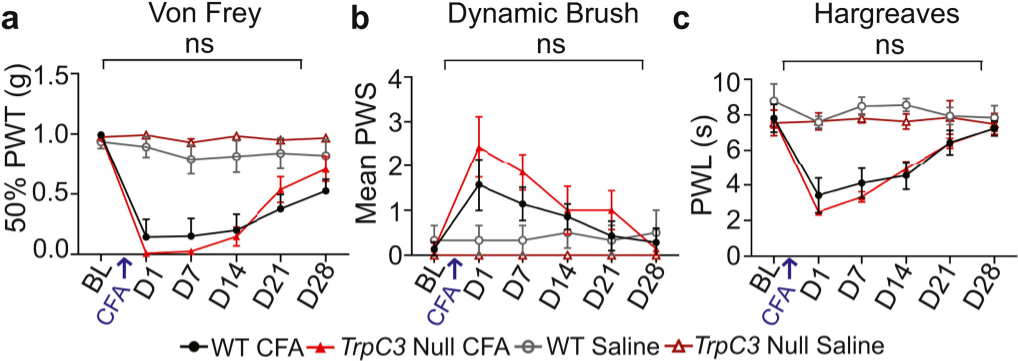 a Von Frey
ns
50% PWT (g)
1.5
1.0
0.5
0.0
BL D1 D7 D14 D21 D28
CFA
b Dynamic Brush
ns
Mean PWS
4
3
2
1
0
BL D1 D7 D14 D21 D28
CFA
c Hargreaves
ns
PWL (s)
10
8
6
4
2
0
BL D1 D7 D14 D21 D28
CFA
WT CFA TrpC3 Null CFA WT Saline TrpC3 Null Saline